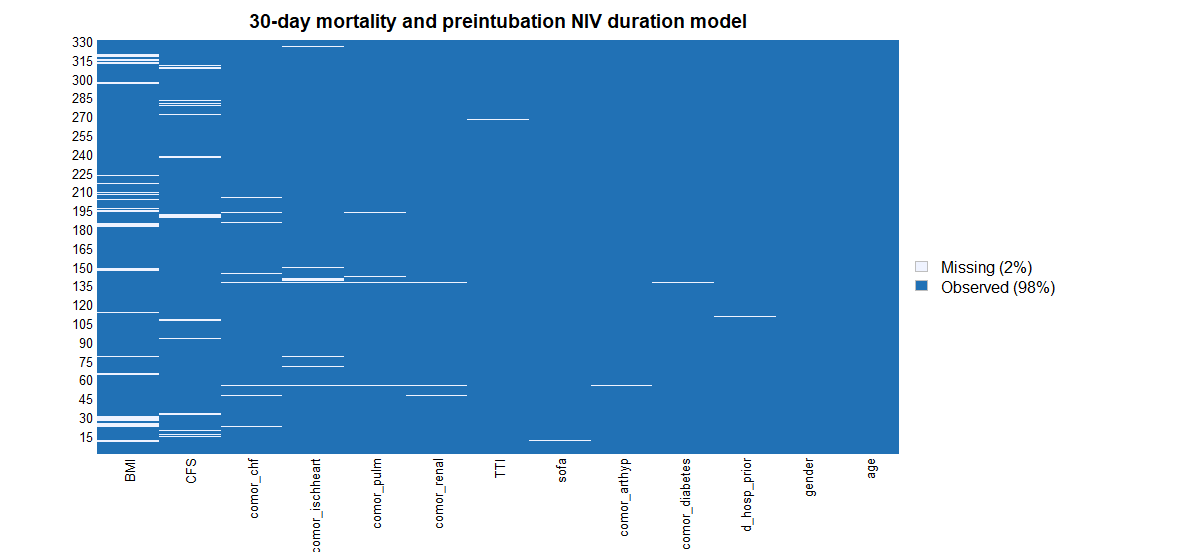 30-day mortality and preintubation NIV duration model
330
315
300
285
270
255
240
225
210
195
180
165
150
135
120
105
90
75
60
45
30
15
Missing (2%)
Observed (98%)
BMI
CFS
comor_chf
comor_ischheart
comor_pulm
comor_renal
TTI
sofa
comor_arthyp
comor_diabetes
d_hosp_prior
gender
age